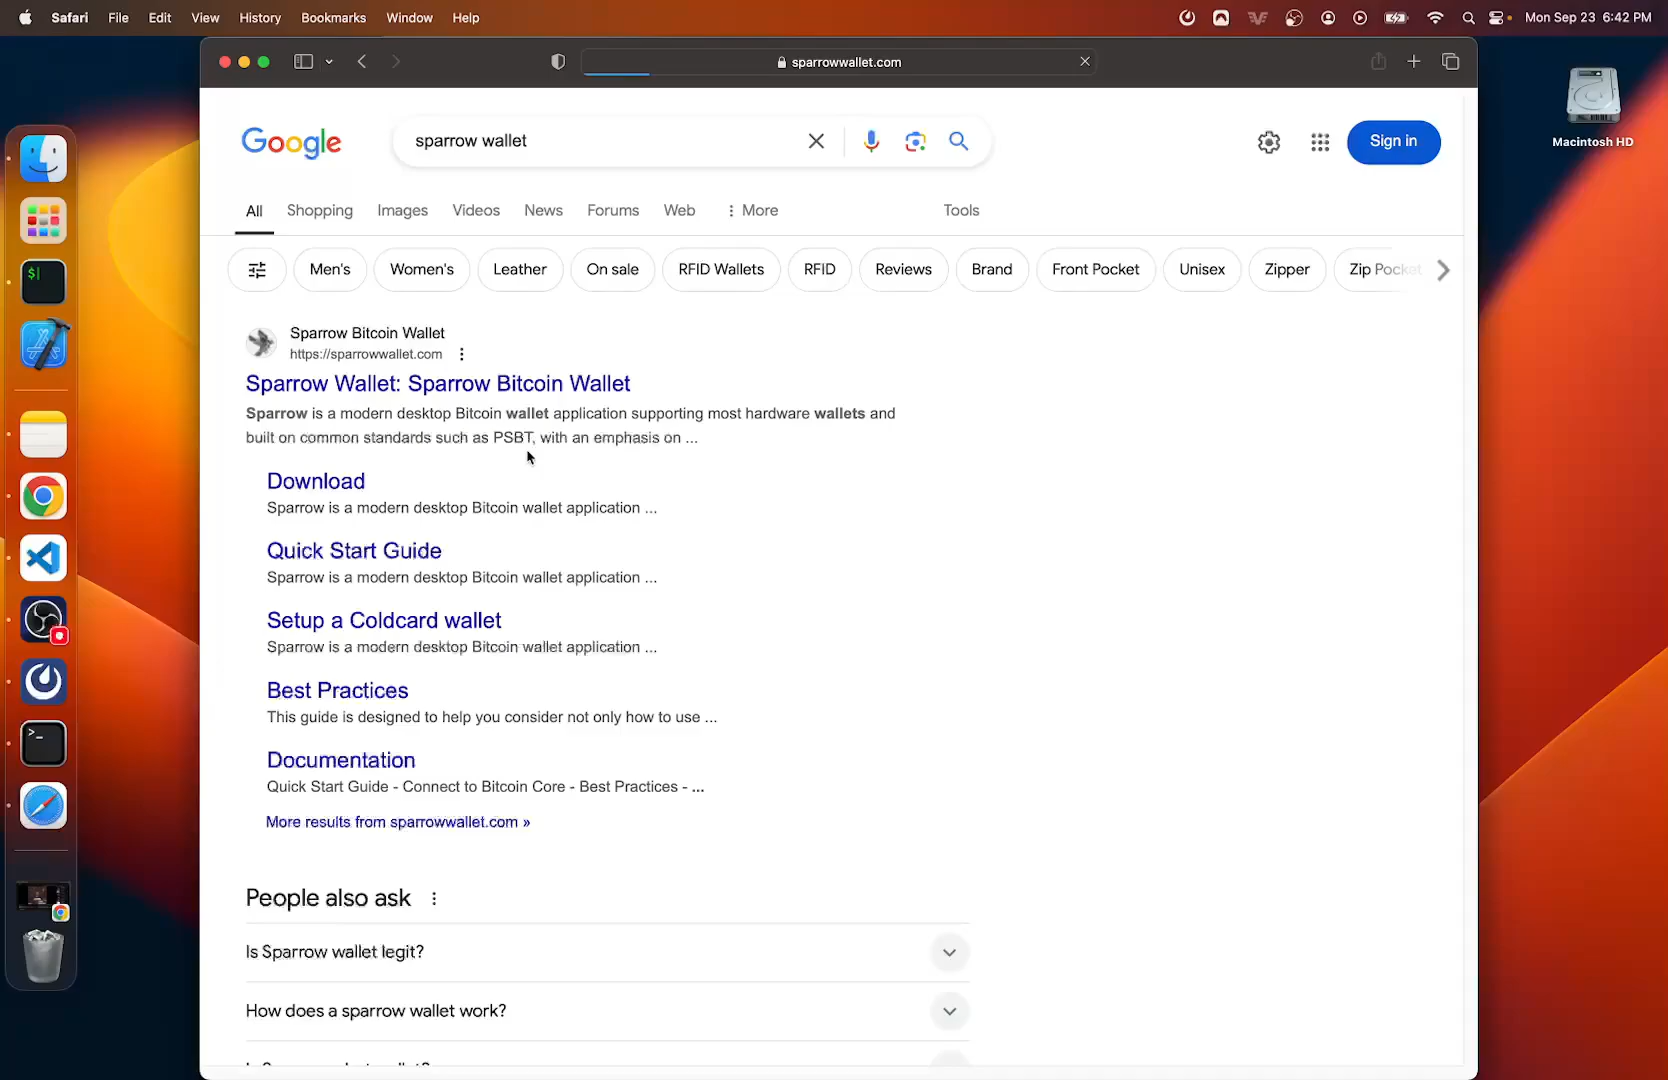 Safari File Edit View History Bookmarks Window Help Mon Sep 23 6:42 PM
sparrowwallet.com
Macintosh HD
Google sparrow wallet Sign in
All Shopping Images Videos News Forums Web More Tools
Men's Women's Leather On sale RFID Wallets RFID Reviews Brand Front Pocket Unisex Zipper Zip Pocket
Sparrow Bitcoin Wallet
https://sparrowwallet.com
Sparrow Wallet: Sparrow Bitcoin Wallet
Sparrow is a modern desktop Bitcoin wallet application supporting most hardware wallets and
built on common standards such as PSBT, with an emphasis on ...
Download
Sparrow is a modern desktop Bitcoin wallet application ...
Quick Start Guide
Sparrow is a modern desktop Bitcoin wallet application ...
Setup a Coldcard wallet
Sparrow is a modern desktop Bitcoin wallet application ...
Best Practices
This guide is designed to help you consider not only how to use ...
Documentation
Quick Start Guide - Connect to Bitcoin Core - Best Practices - ...
More results from sparrowwallet.com »
People also ask
Is Sparrow wallet legit?
How does a sparrow wallet work?